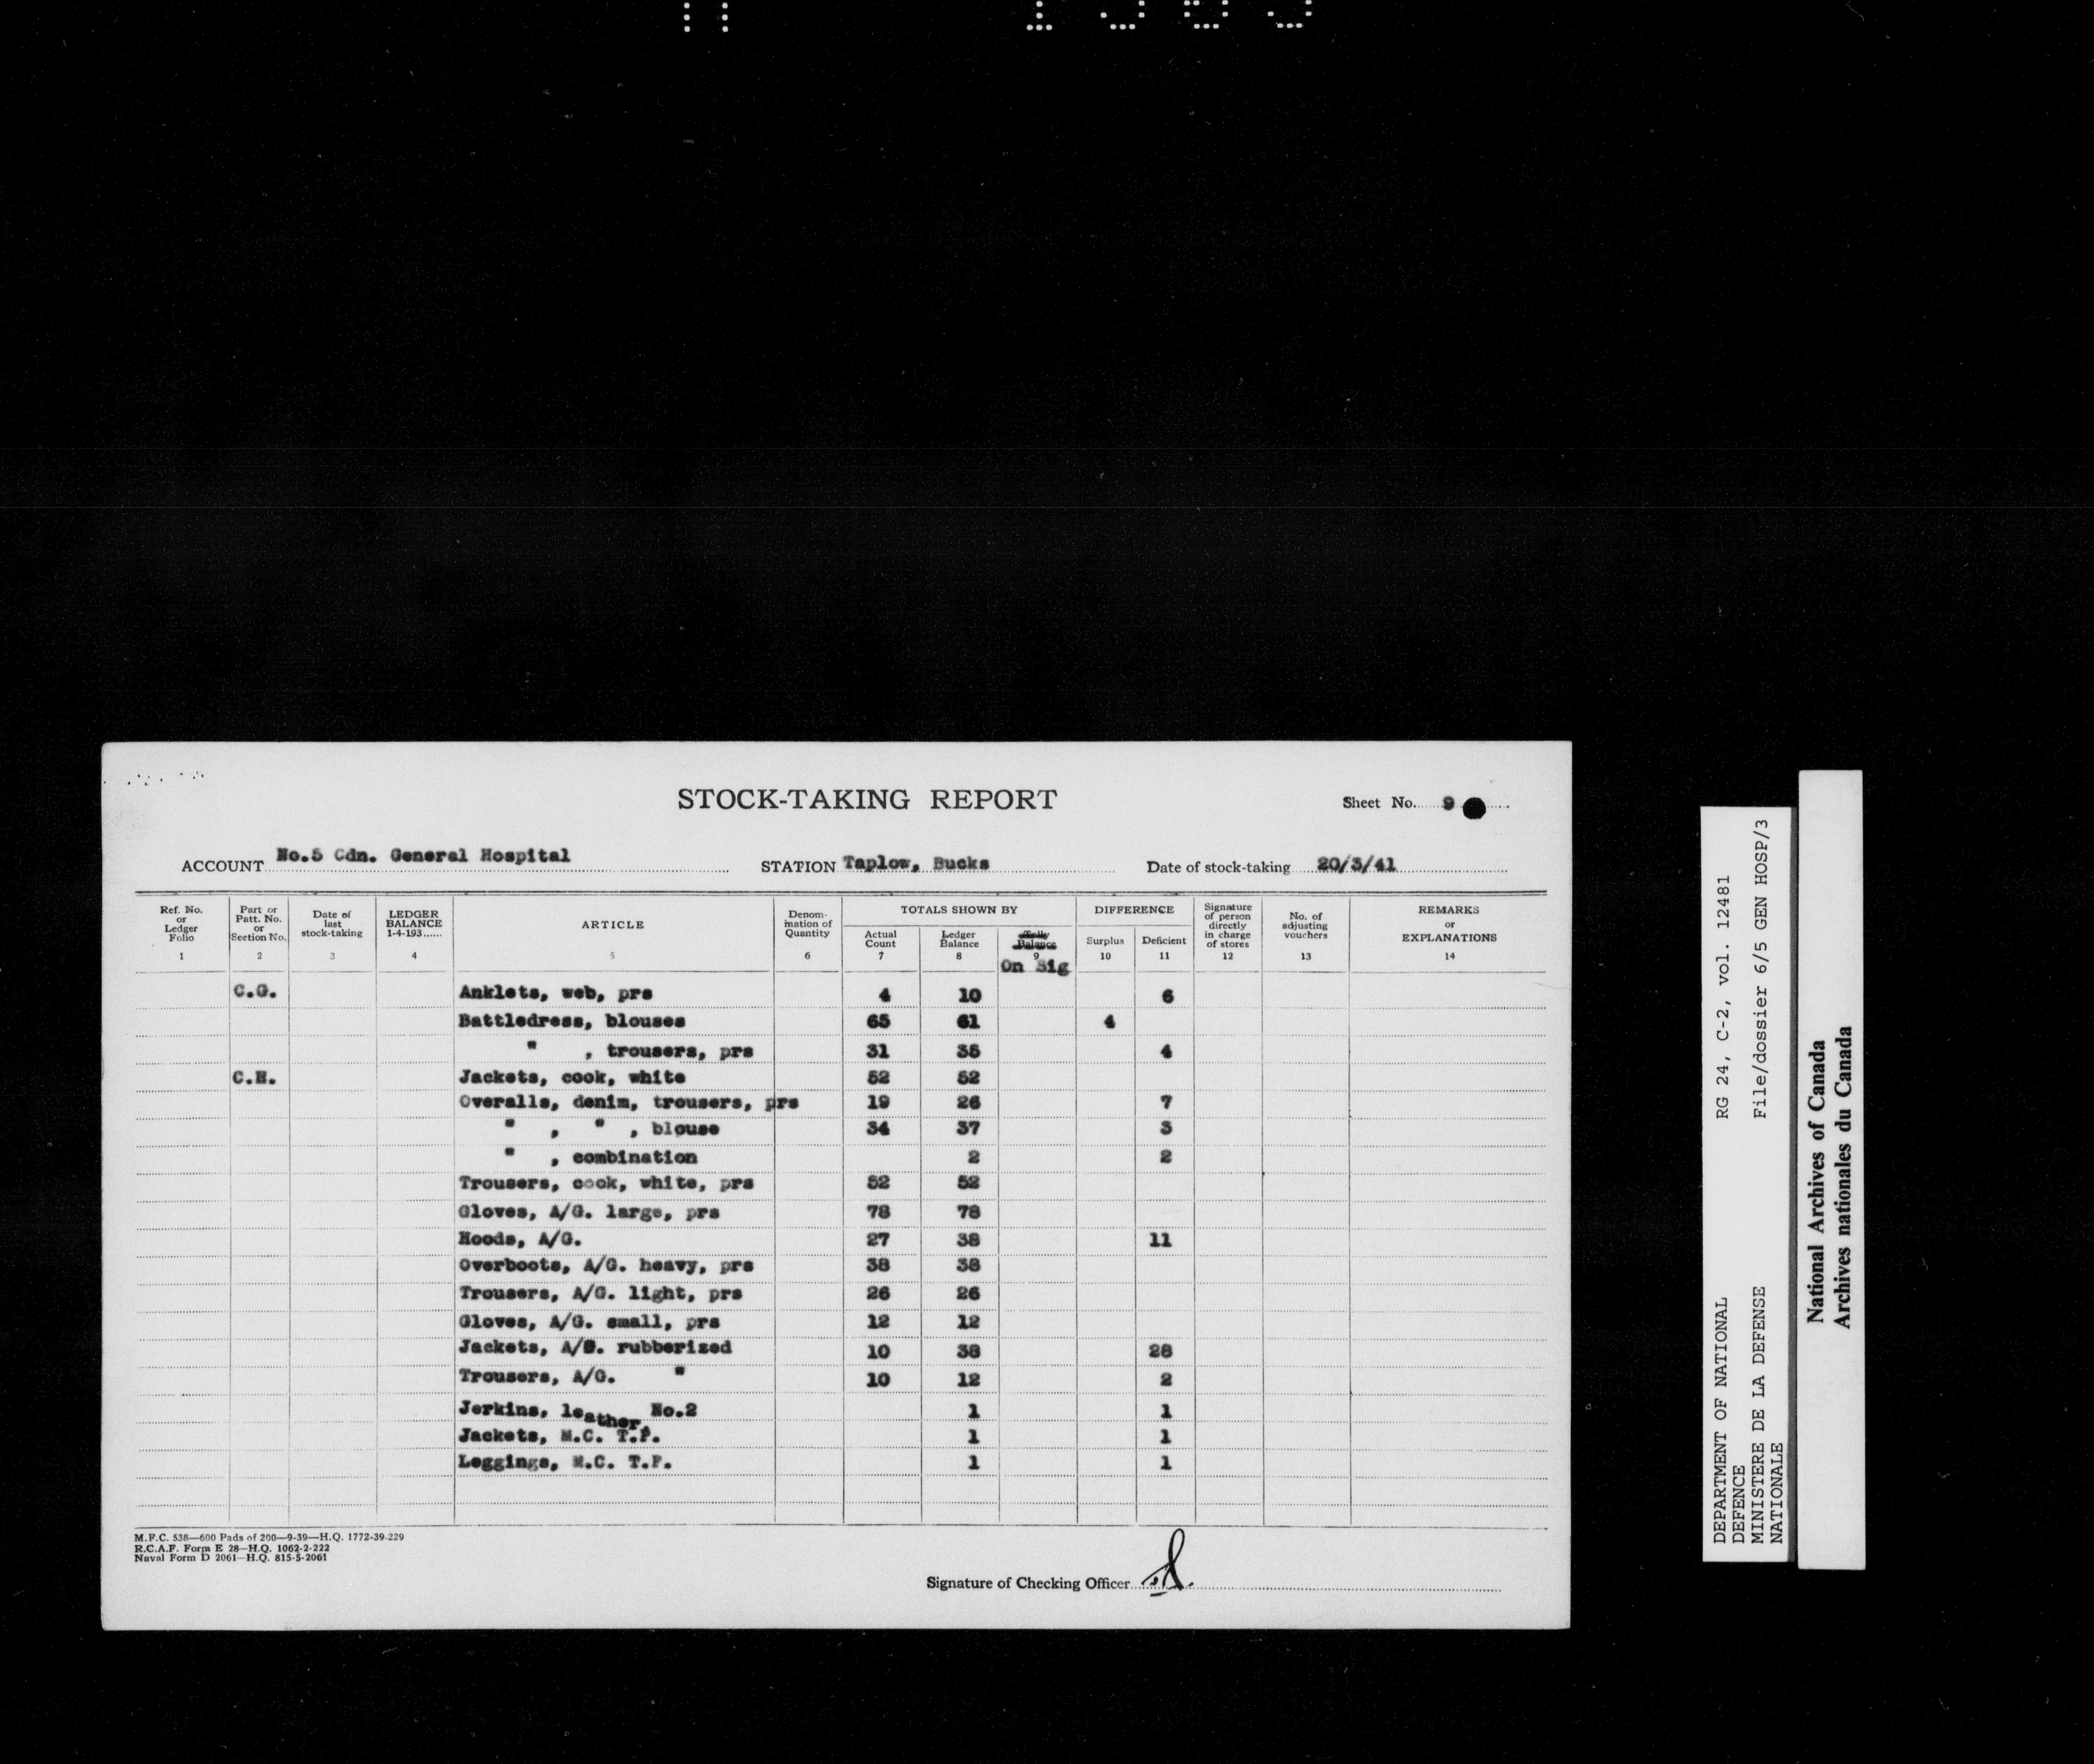 STOCK-TAKING REPORT
Sheet No. 9
ACCOUNT No.5 Cdn. General Hospital STATION Taplow, Bucks Date of stock-taking 20/3/41
Ref. No. or Ledger Folio 1 | Part or Patt. No. or Section No. 2 | Date of last stock-taking 3 | LEDGER BALANCE 1-4-193...... 4 | ARTICLE 5 | Denom-ination of Quantity 6 | TOTALS SHOWN BY Actual Count 7 | Ledger Balance 8 | Tally Balance 9 On Sig | DIFFERENCE Surplus 10 | Deficient 11 | Signature of person directly in charge of stores 12 | No. of adjusting vouchers 13 | REMARKS or EXPLANATIONS 14
C.G. Anklets, web, prs 4 10 6
Battledress, blouses 65 61 4
" , trousers, prs 31 35 4
C.H. Jackets, cook, white 52 52
Overalls, denim, trousers, prs 19 26 7
" , " , blouse 34 37 3
" , combination 2 2
Trousers, cook, white, prs 52 52
Gloves, A/G. large, prs 78 78
Hoods, A/G. 27 38 11
Overboots, A/G. heavy, prs 38 38
Trousers, A/G. light, prs 26 26
Gloves, A/G. small, prs 12 12
Jackets, A/G. rubberized 10 38 28
Trousers, A/G. " 10 12 2
Jerkins, leather, No.2 1 1
Jackets, M.C. T.P. 1 1
Leggings, M.C. T.P. 1 1
M.F.C. 538—600 Pads of 200—9-39—H.Q. 1772-39-229
R.C.A.F. Form E 28—H.Q. 1062-2-222
Naval Form D 2061—H.Q. 815-5-2061
Signature of Checking Officer
DEPARTMENT OF NATIONAL DEFENCE RG 24, C-2, vol. 12481
MINISTERE DE LA DEFENSE NATIONALE File/dossier 6/5 GEN HOSP/3
National Archives of Canada
Archives nationales du Canada